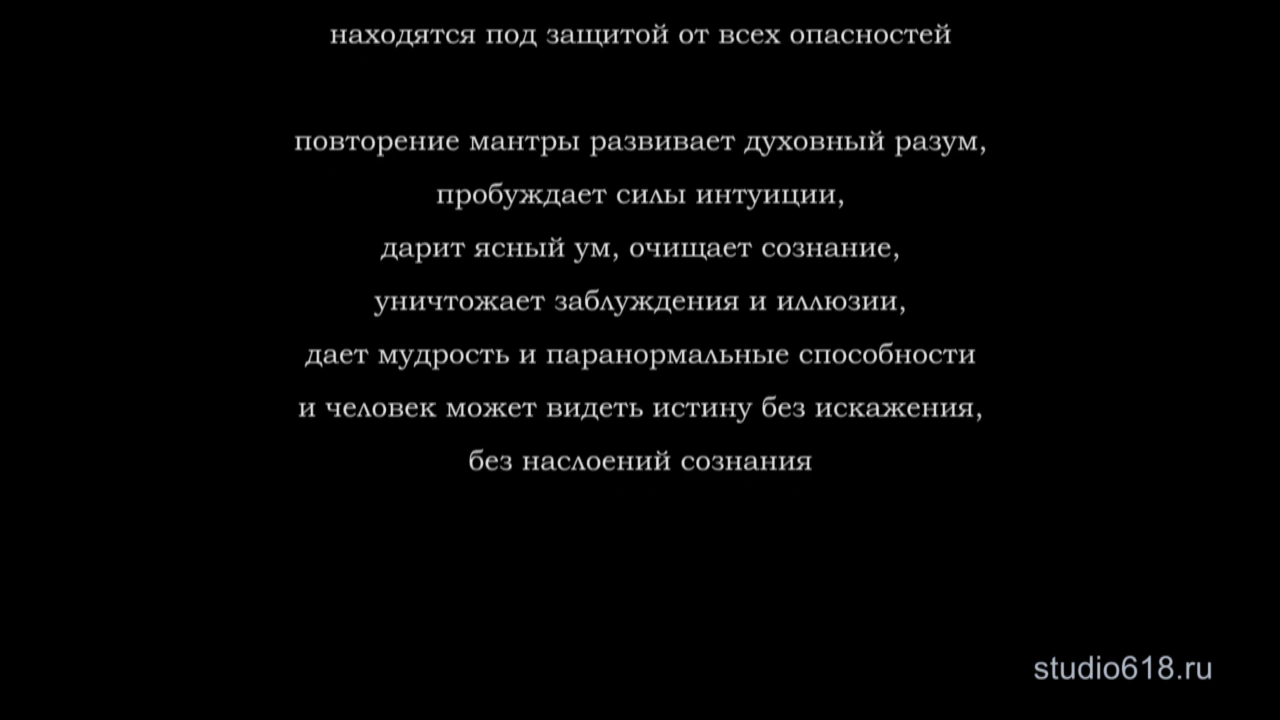 находятся под защитой от всех опасностей
повторение мантры развивает духовный разум,
пробуждает силы интуиции,
дарит ясный ум, очищает сознание,
уничтожает заблуждения и иллюзии,
дает мудрость и паранормальные способности
и человек может видеть истину без искажения,
без наслоений сознания
studio618.ru